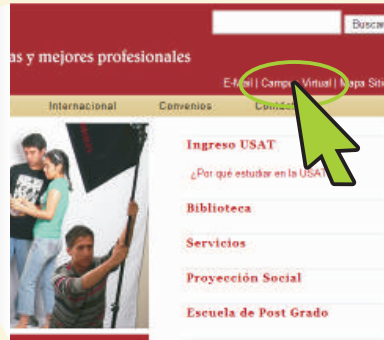 Buscar
as y mejores profesionales
E-Mail | Campus Virtual | Mapa Siti
Internacional Convenios
Ingreso USAT
¿Por qué estudiar en la USAT
Biblioteca
Servicios
Proyección Social
Escuela de Post Grado